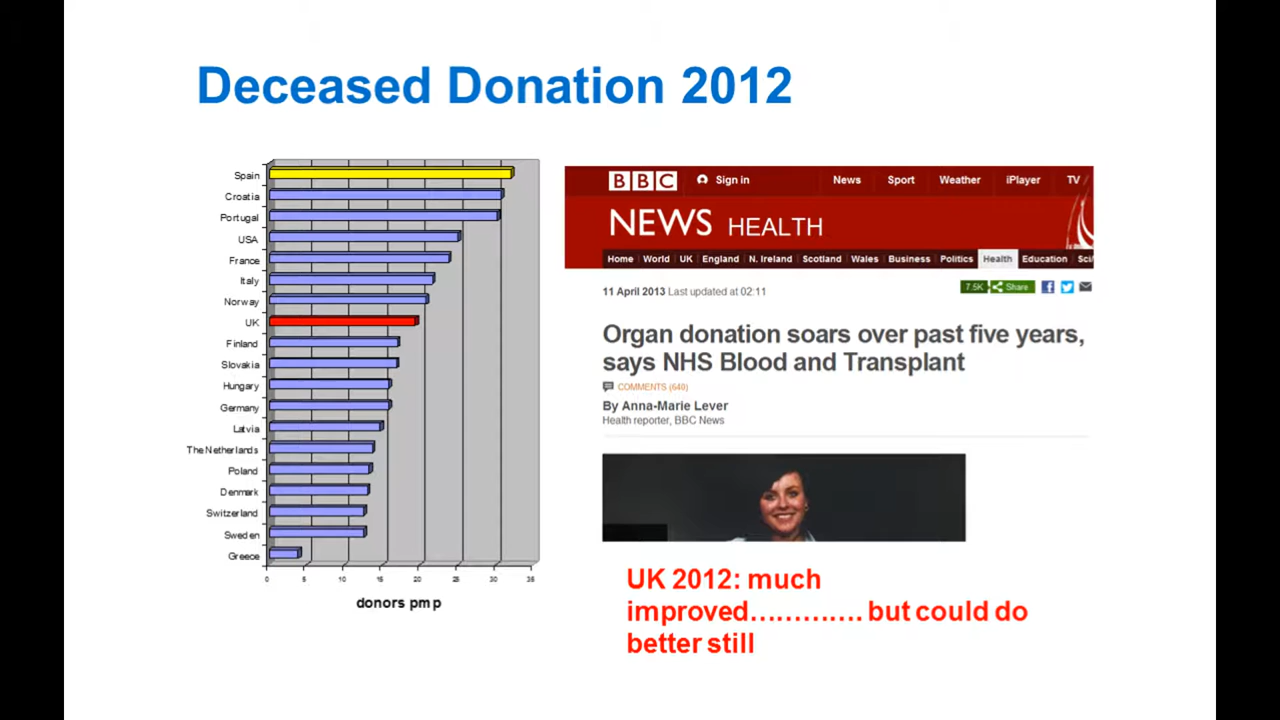 Deceased Donation 2012
Spain
Croatia
Portugal
USA
France
Italy
Norway
UK
Finland
Slovakia
Hungary
Germany
Latvia
The Netherlands
Poland
Denmark
Switzerland
Sweden
Greece
0 5 10 15 20 25 30 35
donors pmp
BBC Sign in News Sport Weather iPlayer TV
NEWS HEALTH
Home World UK England N. Ireland Scotland Wales Business Politics Health Education Sci/
11 April 2013 Last updated at 02:11
7.5K Share
Organ donation soars over past five years,
says NHS Blood and Transplant
COMMENTS (640)
By Anna-Marie Lever
Health reporter, BBC News
UK 2012: much
improved…………. but could do
better still